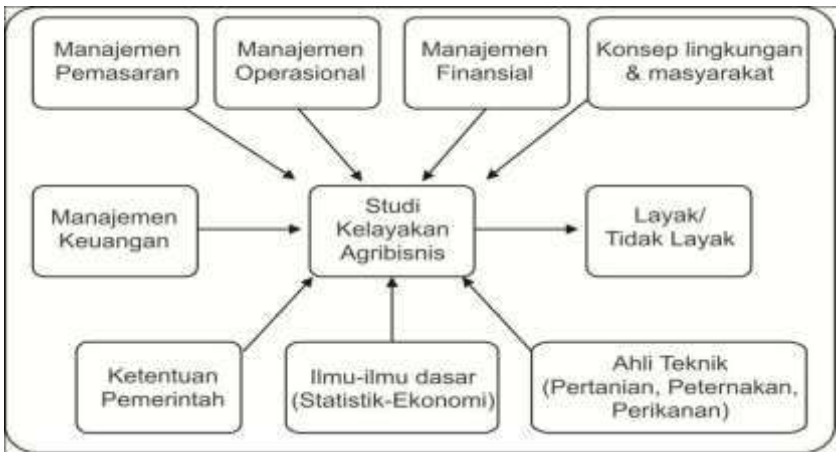 Manajemen
Pemasaran
Manajemen
Operasional
Manajemen
Finansial
Konsep lingkungan
& masyarakat
Manajemen
Keuangan
Studi
Kelayakan
Agribisnis
Layak/
Tidak Layak
Ketentuan
Pemerintah
Ilmu-ilmu dasar
(Statistik-Ekonomi)
Ahli Teknik
(Pertanian, Peternakan,
Perikanan)